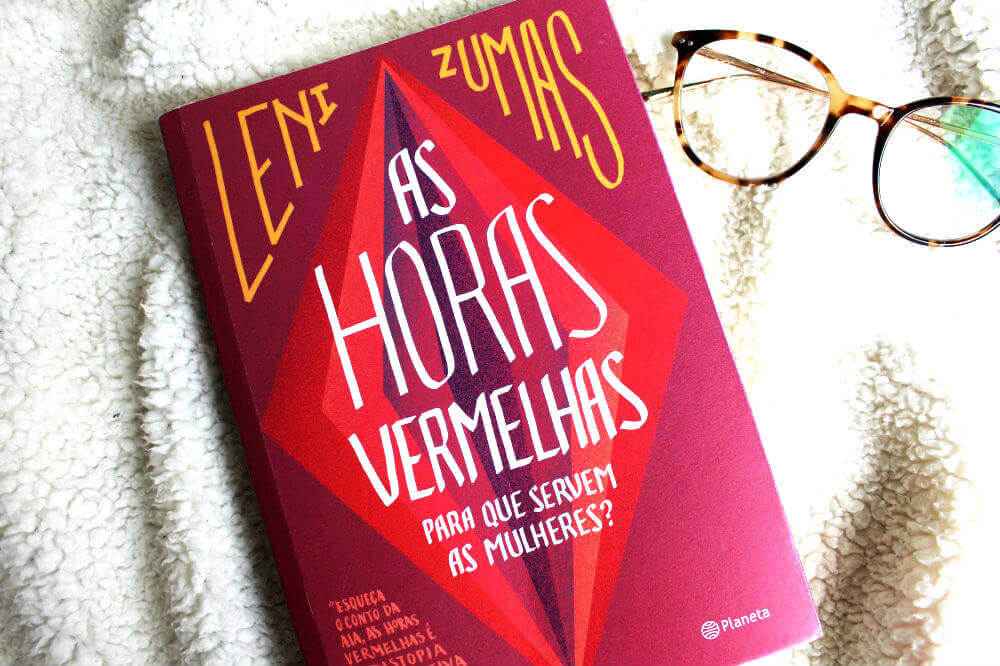 LENI ZUMAS
AS
HORAS
VERMELHAS
PARA QUE SERVEM
AS MULHERES?
"ESQUEÇA
O CONTO DA
AIA, AS HORAS
VERMELHAS É
Planeta